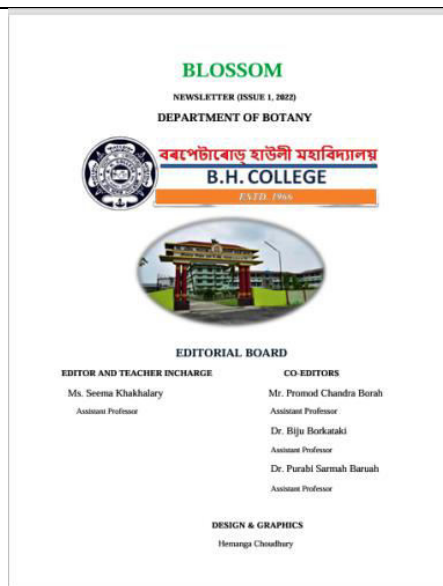 BLOSSOM
NEWSLETTER (ISSUE 1, 2022)
DEPARTMENT OF BOTANY
বৰপেটাৰোড্ হাউলী মহাবিদ্যালয়
B.H. COLLEGE
ESTD. 1966
EDITORIAL BOARD
EDITOR AND TEACHER INCHARGE
Ms. Seema Khakhalary
Assistant Professor
CO-EDITORS
Mr. Promod Chandra Borah
Assistant Professor
Dr. Biju Borkataki
Assistant Professor
Dr. Purabi Sarmah Baruah
Assistant Professor
DESIGN & GRAPHICS
Hemanga Choudhury